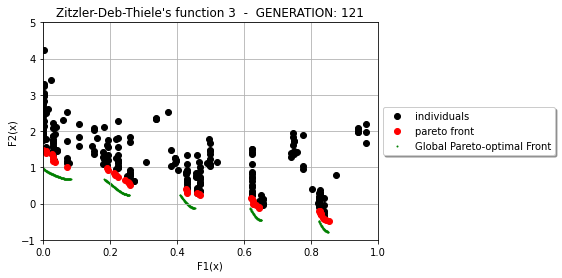 Zitzler-Deb-Thiele's function 3 - GENERATION: 121
5
4
3
2
1
0
−1
F2(x)
0.0 0.2 0.4 0.6 0.8 1.0
F1(x)
individuals
pareto front
Global Pareto-optimal Front